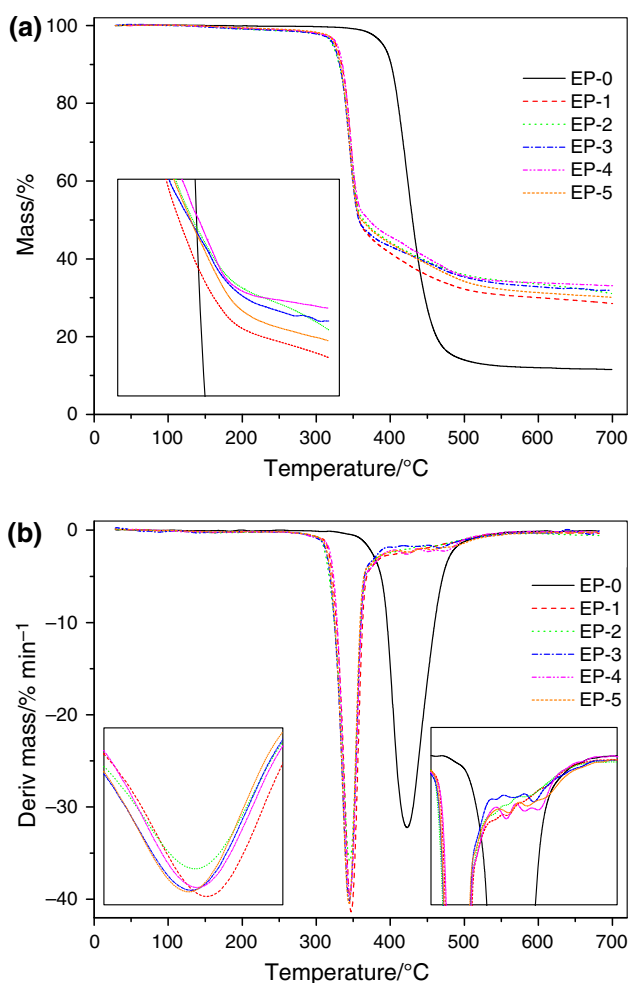 (a)
100
80
60
40
20
0
Mass/%
EP-0
EP-1
EP-2
EP-3
EP-4
EP-5
0 100 200 300 400 500 600 700
Temperature/°C
(b)
0
−10
−20
−30
−40
Deriv mass/% min⁻¹
EP-0
EP-1
EP-2
EP-3
EP-4
EP-5
0 100 200 300 400 500 600 700
Temperature/°C